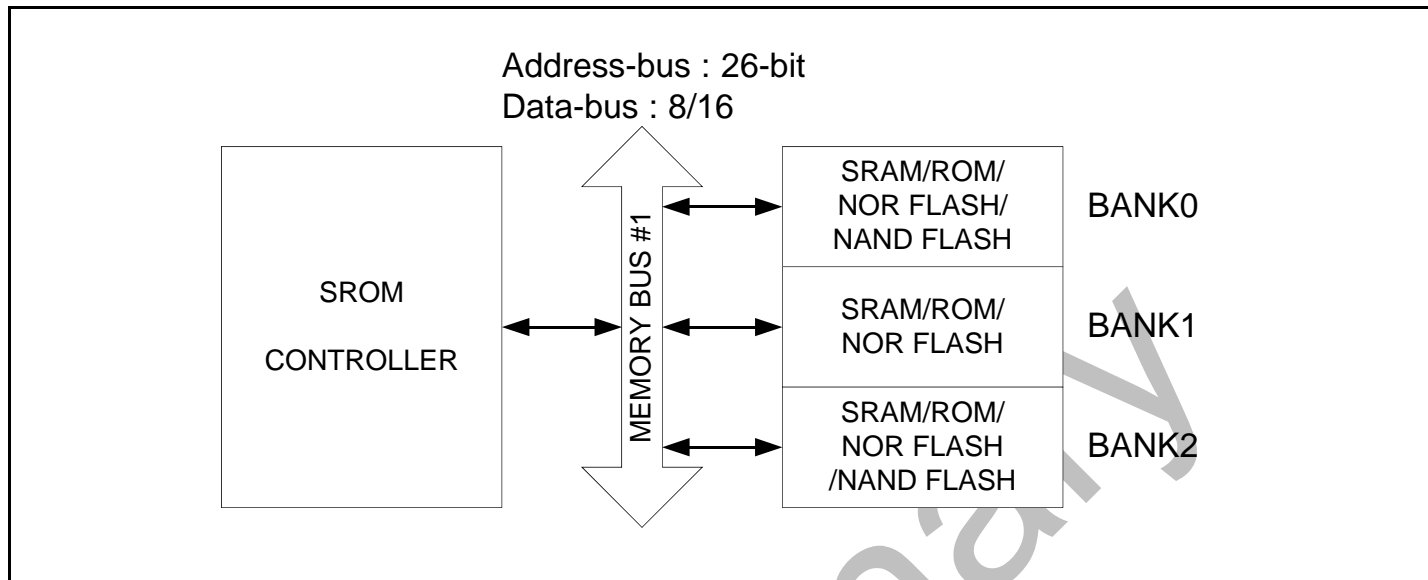 Address-bus : 26-bit
Data-bus : 8/16
SROM
CONTROLLER
MEMORY BUS #1
SRAM/ROM/
NOR FLASH/
NAND FLASH
BANK0
SRAM/ROM/
NOR FLASH
BANK1
SRAM/ROM/
NOR FLASH
/NAND FLASH
BANK2